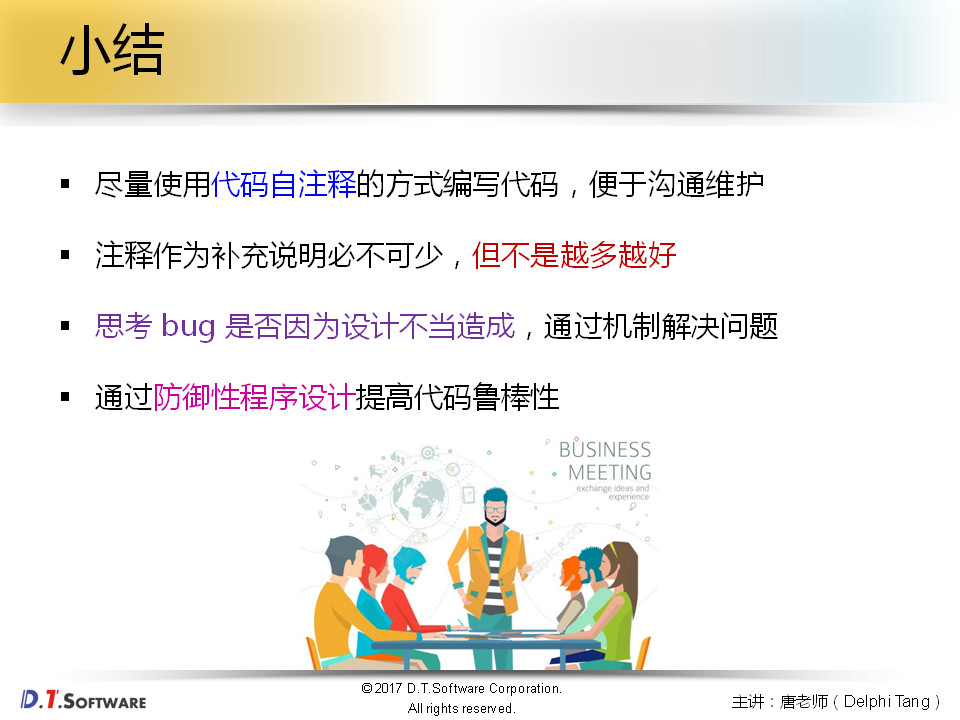 小结
▪ 尽量使用代码自注释的方式编写代码，便于沟通维护
▪ 注释作为补充说明必不可少，但不是越多越好
▪ 思考 bug 是否因为设计不当造成，通过机制解决问题
▪ 通过防御性程序设计提高代码鲁棒性
BUSINESS
MEETING
exchange ideas and
experience
D.T.SOFTWARE
©2017 D.T.Software Corporation.
All rights reserved.
主讲：唐老师（Delphi Tang）